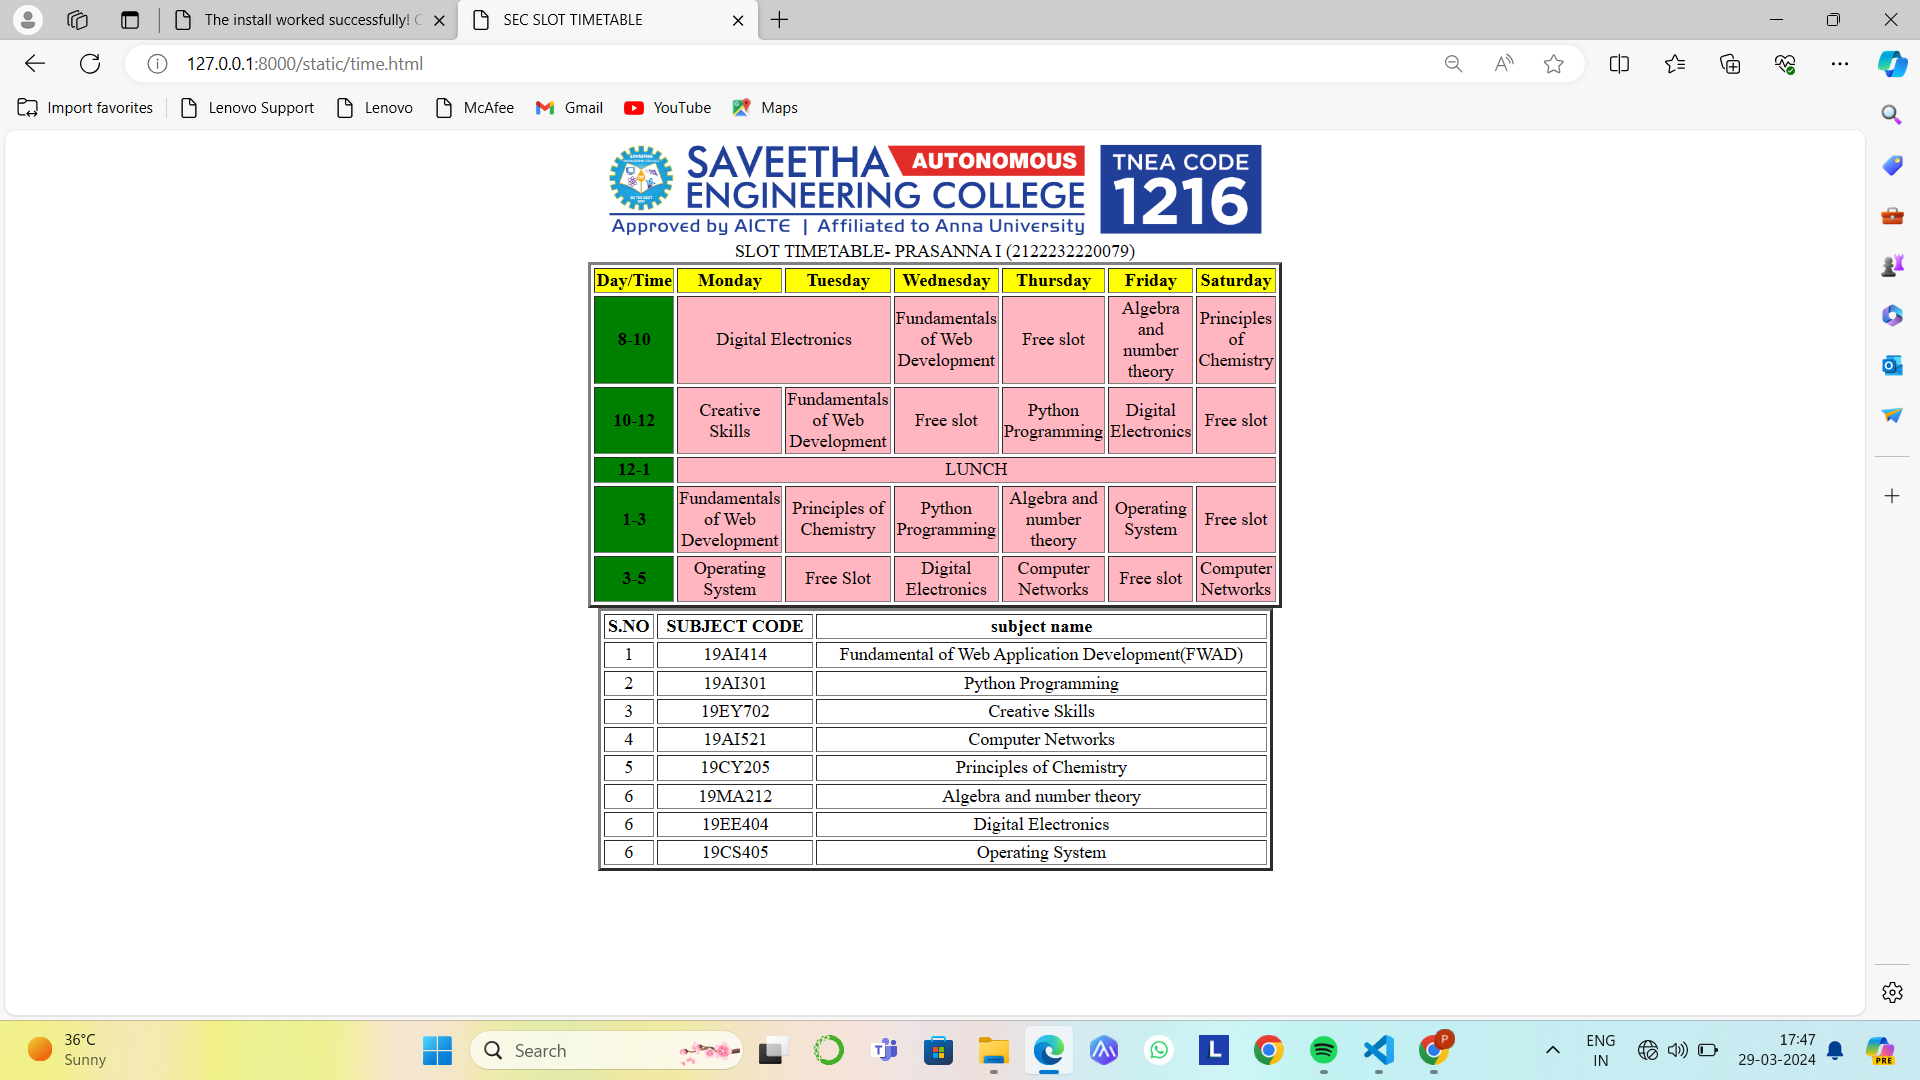 The install worked successfully! C
SEC SLOT TIMETABLE
127.0.0.1:8000/static/time.html
Import favorites
Lenovo Support
Lenovo
McAfee
Gmail
YouTube
Maps
SAVEETHA AUTONOMOUS
ENGINEERING COLLEGE
Approved by AICTE | Affiliated to Anna University
TNEA CODE
1216
SLOT TIMETABLE- PRASANNA I (2122232220079)
Day/Time Monday Tuesday Wednesday Thursday Friday Saturday
8-10
Digital Electronics
Fundamentals
of Web
Development
Free slot
Algebra
and
number
theory
Principles
of
Chemistry
10-12
Creative
Skills
Fundamentals
of Web
Development
Free slot
Python
Programming
Digital
Electronics
Free slot
12-1 LUNCH
1-3
Fundamentals
of Web
Development
Principles of
Chemistry
Python
Programming
Algebra and
number
theory
Operating
System
Free slot
3-5
Operating
System
Free Slot
Digital
Electronics
Computer
Networks
Free slot
Computer
Networks
S.NO SUBJECT CODE subject name
1 19AI414 Fundamental of Web Application Development(FWAD)
2 19AI301 Python Programming
3 19EY702 Creative Skills
4 19AI521 Computer Networks
5 19CY205 Principles of Chemistry
6 19MA212 Algebra and number theory
6 19EE404 Digital Electronics
6 19CS405 Operating System
36°C
Sunny
Search
L
P
ENG
IN
17:47
29-03-2024
PRE